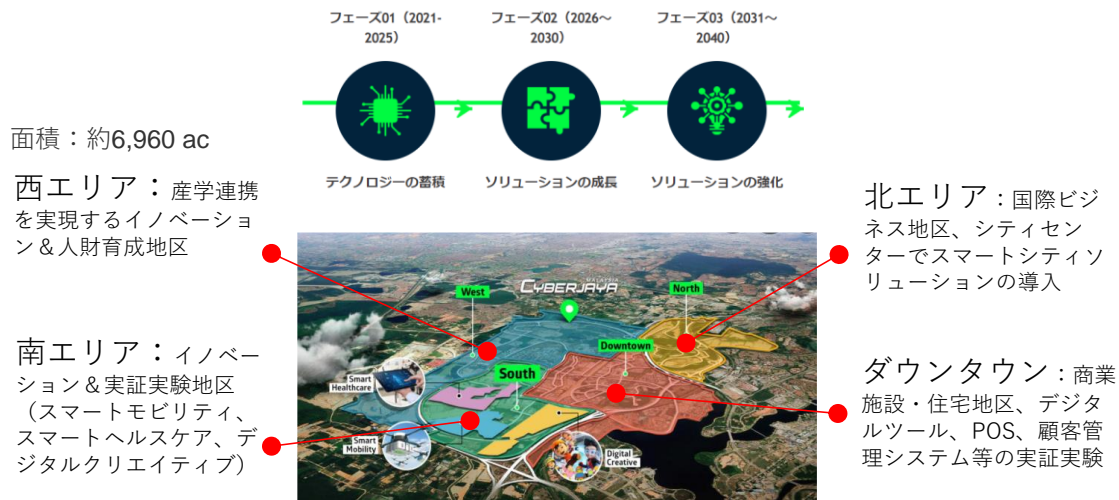 フェーズ01（2021-
2025）
フェーズ02（2026～
2030）
フェーズ03（2031～
2040）
テクノロジーの蓄積
ソリューションの成長
ソリューションの強化
面積：約6,960 ac
西エリア：産学連携
を実現するイノベーショ
ン＆人財育成地区
南エリア：イノベー
ション＆実証実験地区
（スマートモビリティ、
スマートヘルスケア、デ
ジタルクリエイティブ）
北エリア：国際ビジ
ネス地区、シティセン
ターでスマートシティソ
リューションの導入
ダウンタウン：商業
施設・住宅地区、デジタ
ルツール、POS、顧客管
理システム等の実証実験
West
MALAYSIA
CYBERJAYA
North
Downtown
South
Smart
Healthcare
Smart
Mobility
Digital
Creative